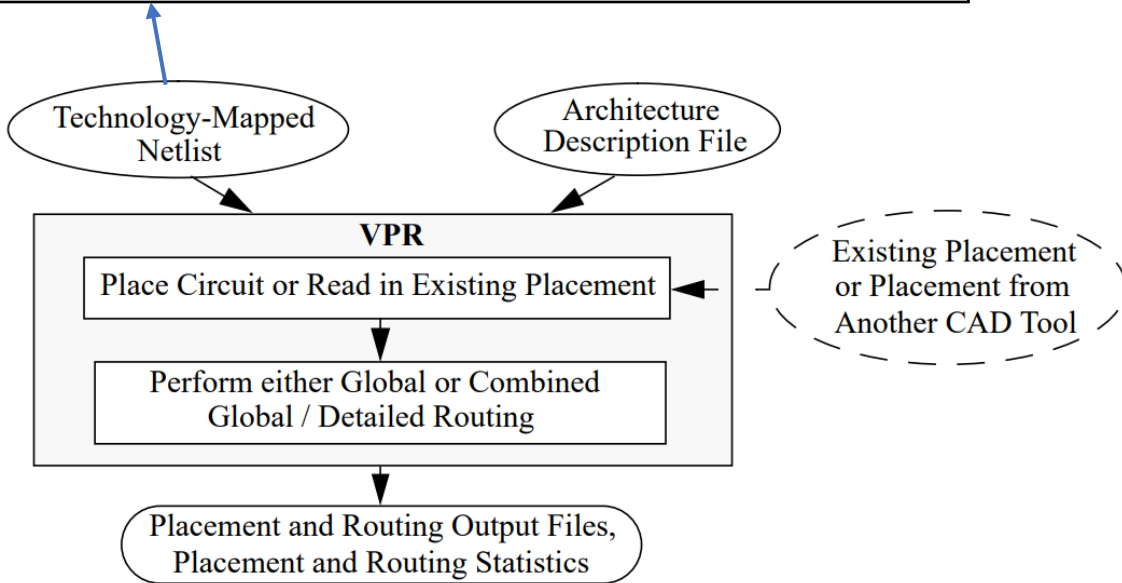 Technology-Mapped
Netlist
Architecture
Description File
VPR
Place Circuit or Read in Existing Placement
Existing Placement
or Placement from
Another CAD Tool
Perform either Global or Combined
Global / Detailed Routing
Placement and Routing Output Files,
Placement and Routing Statistics